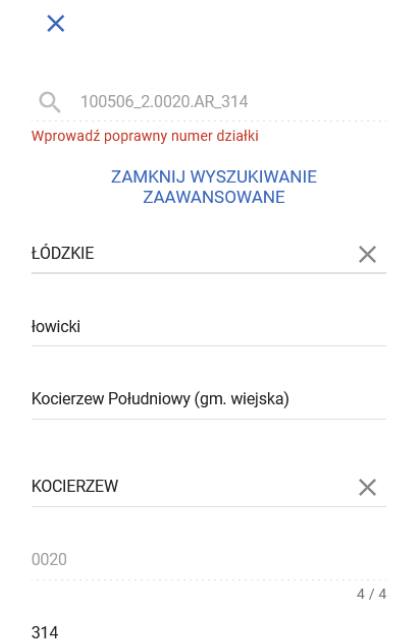 100506_2.0020.AR_314
Wprowadź poprawny numer działki
ZAMKNIJ WYSZUKIWANIE
ZAAWANSOWANE
ŁÓDZKIE
łowicki
Kocierzew Południowy (gm. wiejska)
KOCIERZEW
0020
4 / 4
314